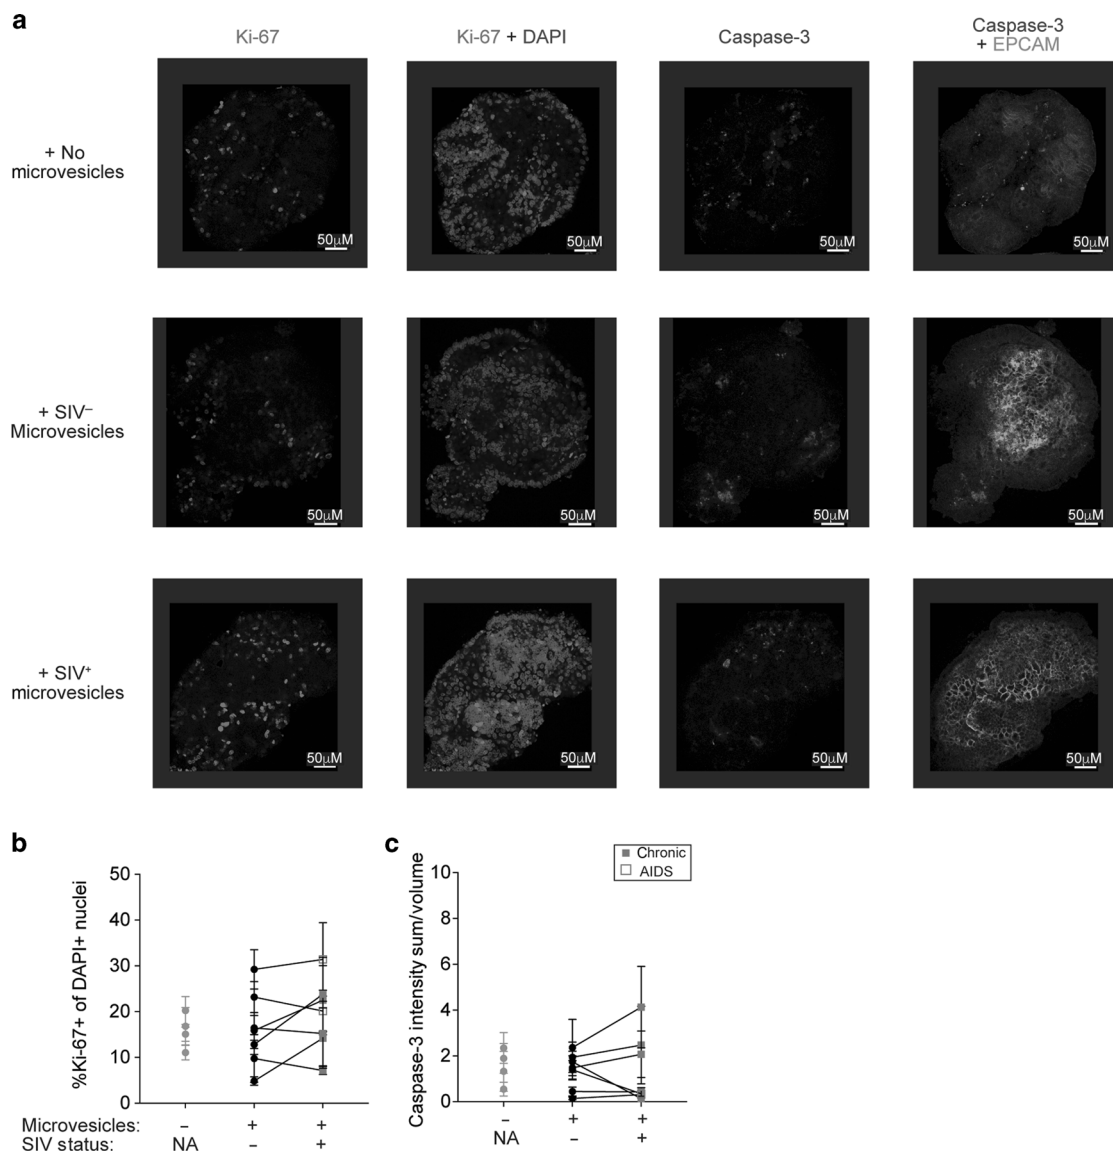 a
Ki-67
Ki-67 + DAPI
Caspase-3
Caspase-3
+ EPCAM
+ No
microvesicles
50μM
50μM
50μM
50μM
+ SIV–
Microvesicles
50μM
50μM
50μM
50μM
+ SIV+
microvesicles
50μM
50μM
50μM
50μM
b
%Ki-67+ of DAPI+ nuclei
50
40
30
20
10
0
Microvesicles: – + +
SIV status: NA – +
c
Caspase-3 intensity sum/volume
Chronic
AIDS
10
8
6
4
2
0
– + +
NA – +